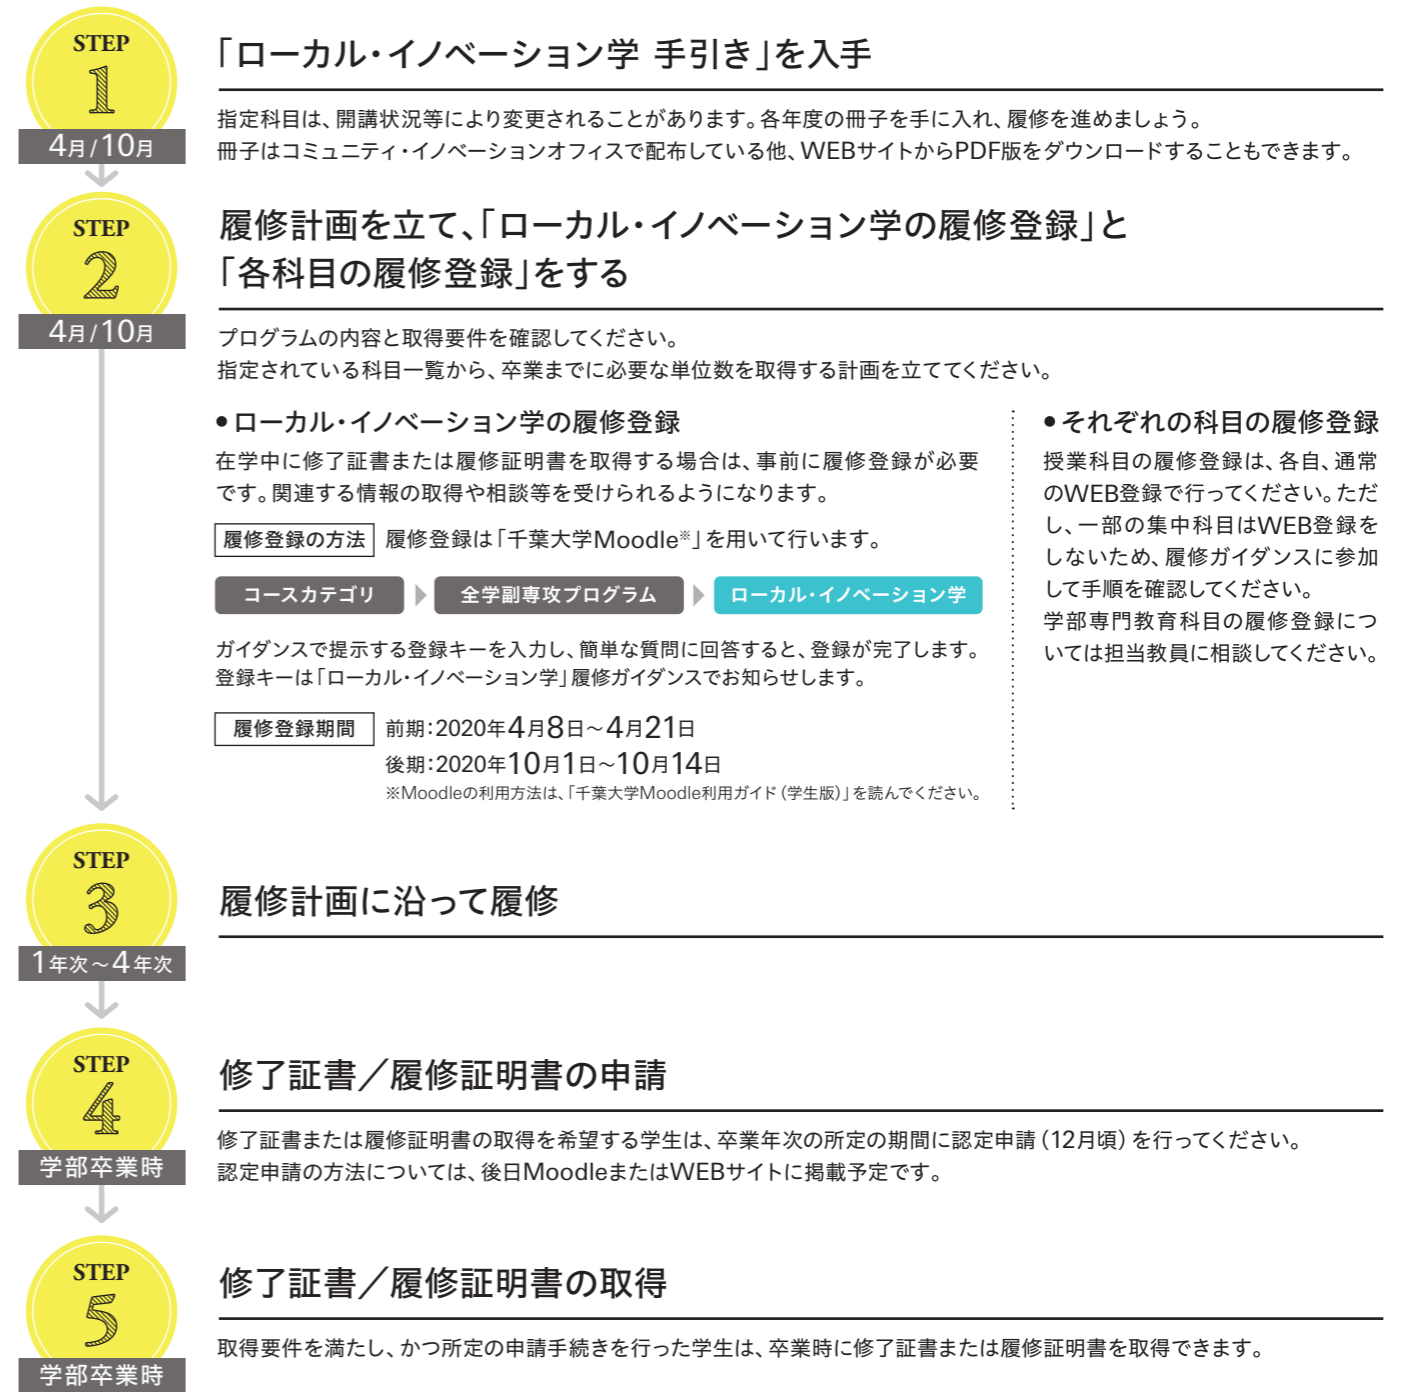 STEP
1
4月/10月
「ローカル・イノベーション学 手引き」を入手
指定科目は、開講状況等により変更されることがあります。各年度の冊子を手に入れ、履修を進めましょう。
冊子はコミュニティ・イノベーションオフィスで配布している他、WEBサイトからPDF版をダウンロードすることもできます。
STEP
2
4月/10月
履修計画を立て、「ローカル・イノベーション学の履修登録」と
「各科目の履修登録」をする
プログラムの内容と取得要件を確認してください。
指定されている科目一覧から、卒業までに必要な単位数を取得する計画を立ててください。
●ローカル・イノベーション学の履修登録
在学中に修了証書または履修証明書を取得する場合は、事前に履修登録が必要
です。関連する情報の取得や相談等を受けられるようになります。
履修登録の方法 履修登録は「千葉大学Moodle※」を用いて行います。
コースカテゴリ ▶ 全学副専攻プログラム ▶ ローカル・イノベーション学
ガイダンスで提示する登録キーを入力し、簡単な質問に回答すると、登録が完了します。
登録キーは「ローカル・イノベーション学」履修ガイダンスでお知らせします。
履修登録期間 前期:2020年4月8日～4月21日
後期:2020年10月1日～10月14日
※Moodleの利用方法は、「千葉大学Moodle利用ガイド(学生版)」を読んでください。
●それぞれの科目の履修登録
授業科目の履修登録は、各自、通常
のWEB登録で行ってください。ただ
し、一部の集中科目はWEB登録を
しないため、履修ガイダンスに参加
して手順を確認してください。
学部専門教育科目の履修登録につ
いては担当教員に相談してください。
STEP
3
1年次～4年次
履修計画に沿って履修
STEP
4
学部卒業時
修了証書／履修証明書の申請
修了証書または履修証明書の取得を希望する学生は、卒業年次の所定の期間に認定申請(12月頃)を行ってください。
認定申請の方法については、後日MoodleまたはWEBサイトに掲載予定です。
STEP
5
学部卒業時
修了証書／履修証明書の取得
取得要件を満たし、かつ所定の申請手続きを行った学生は、卒業時に修了証書または履修証明書を取得できます。